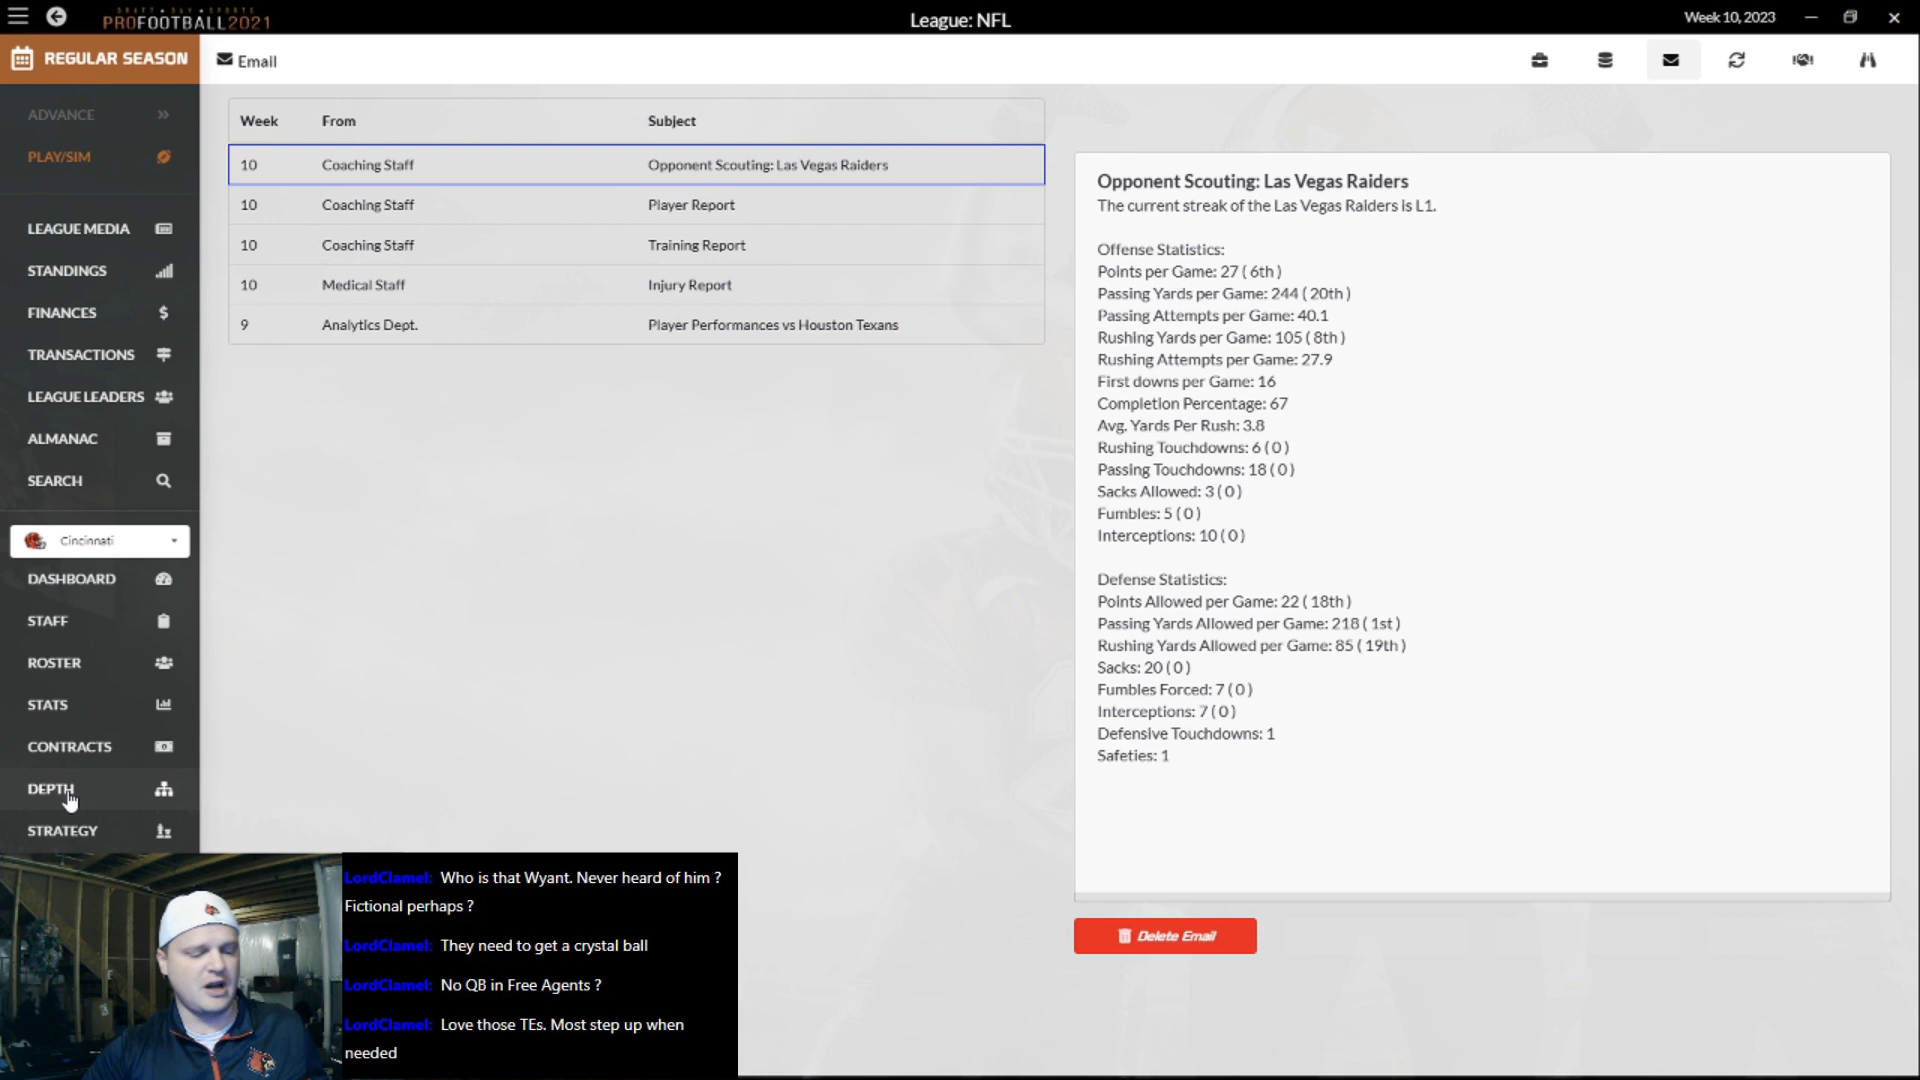 DRAFT DAY SPORTS
PROFOOTBALL2021
League: NFL
Week 10, 2023
REGULAR SEASON
Email
ADVANCE
PLAY/SIM
LEAGUE MEDIA
STANDINGS
FINANCES
TRANSACTIONS
LEAGUE LEADERS
ALMANAC
SEARCH
Cincinnati
DASHBOARD
STAFF
ROSTER
STATS
CONTRACTS
DEPTH
STRATEGY
Week From Subject
10 Coaching Staff Opponent Scouting: Las Vegas Raiders
10 Coaching Staff Player Report
10 Coaching Staff Training Report
10 Medical Staff Injury Report
9 Analytics Dept. Player Performances vs Houston Texans
Opponent Scouting: Las Vegas Raiders
The current streak of the Las Vegas Raiders is L1.
Offense Statistics:
Points per Game: 27 ( 6th )
Passing Yards per Game: 244 ( 20th )
Passing Attempts per Game: 40.1
Rushing Yards per Game: 105 ( 8th )
Rushing Attempts per Game: 27.9
First downs per Game: 16
Completion Percentage: 67
Avg. Yards Per Rush: 3.8
Rushing Touchdowns: 6 ( 0 )
Passing Touchdowns: 18 ( 0 )
Sacks Allowed: 3 ( 0 )
Fumbles: 5 ( 0 )
Interceptions: 10 ( 0 )
Defense Statistics:
Points Allowed per Game: 22 ( 18th )
Passing Yards Allowed per Game: 218 ( 1st )
Rushing Yards Allowed per Game: 85 ( 19th )
Sacks: 20 ( 0 )
Fumbles Forced: 7 ( 0 )
Interceptions: 7 ( 0 )
Defensive Touchdowns: 1
Safeties: 1
Delete Email
LordClamel: Who is that Wyant. Never heard of him ?
Fictional perhaps ?
LordClamel: They need to get a crystal ball
LordClamel: No QB in Free Agents ?
LordClamel: Love those TEs. Most step up when
needed